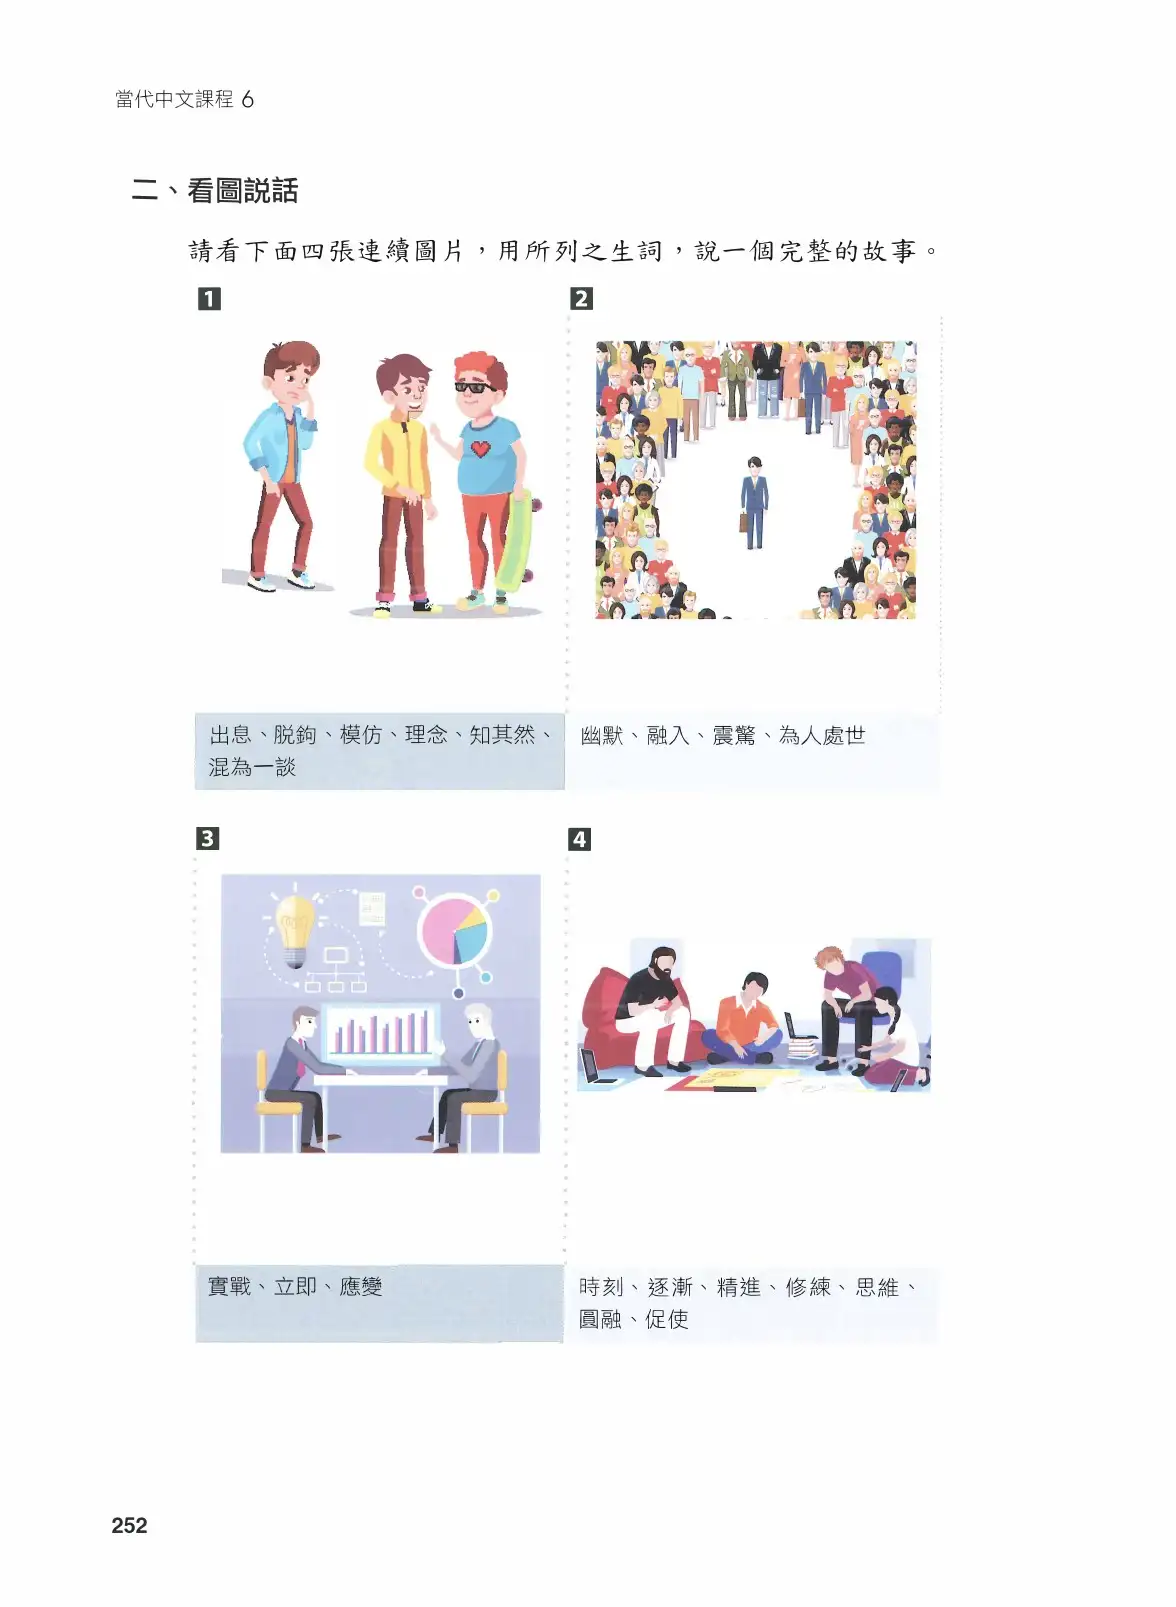 當代中文課程 6
二、看圖説話
請看下面四張連續圖片，用所列之生詞，說一個完整的故事。
1
2
出息、脱鉤、模仿、理念、知其然、
混為一談
幽默、融入、震驚、為人處世
3
4
實戰、立即、應變
時刻、逐漸、精進、修練、思維、
圓融、促使
252